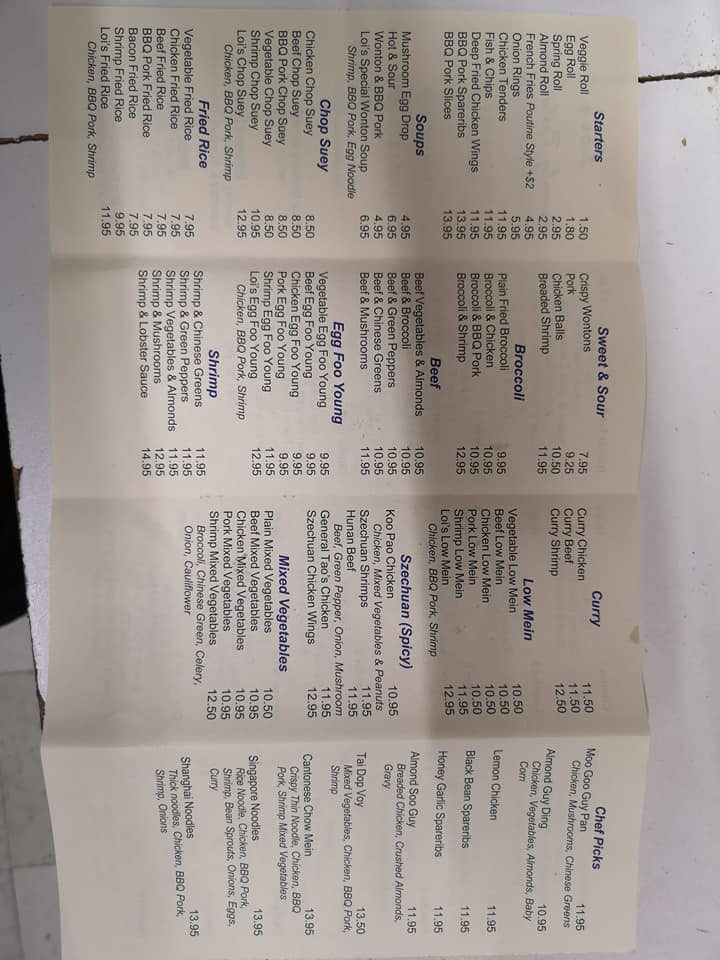 Starters
Veggie Roll 1.50
Egg Roll 1.80
Spring Roll 2.95
Almond Roll 2.95
French Fries Poutine Style +$2 4.95
Onion Rings 5.95
Chicken Tenders 11.95
Fish & Chips 11.95
Deep Fried Chicken Wings 11.95
BBQ Pork Spareribs 13.95
BBQ Pork Slices 13.95
Soups
Mushroom Egg Drop 4.95
Hot & Sour 6.95
Wonton & BBQ Pork 4.95
Loi's Special Wonton Soup 6.95
Shrimp, BBQ Pork, Egg Noodle
Chop Suey
Chicken Chop Suey 8.50
Beef Chop Suey 8.50
BBQ Pork Chop Suey 8.50
Vegetable Chop Suey 8.50
Shrimp Chop Suey 10.95
Loi's Chop Suey 12.95
Chicken, BBQ Pork, Shrimp
Fried Rice
Vegetable Fried Rice 7.95
Chicken Fried Rice 7.95
Beef Fried Rice 7.95
BBQ Pork Fried Rice 7.95
Bacon Fried Rice 7.95
Shrimp Fried Rice 9.95
Loi's Fried Rice 11.95
Chicken, BBQ Pork, Shrimp
Sweet & Sour
Crispy Wontons 7.95
Pork 9.25
Chicken Balls 10.50
Breaded Shrimp 11.95
Broccoli
Plain Fried Broccoli 9.95
Broccoli & Chicken 10.95
Broccoli & BBQ Pork 10.95
Broccoli & Shrimp 12.95
Beef
Beef Vegetables & Almonds 10.95
Beef & Broccoli 10.95
Beef & Green Peppers 10.95
Beef & Chinese Greens 10.95
Beef & Mushrooms 11.95
Egg Foo Young
Vegetable Egg Foo Young 9.95
Beef Egg Foo Young 9.95
Chicken Egg Foo Young 9.95
Pork Egg Foo Young 9.95
Shrimp Egg Foo Young 11.95
Loi's Egg Foo Young 12.95
Chicken, BBQ Pork, Shrimp
Shrimp
Shrimp & Chinese Greens 11.95
Shrimp & Green Peppers 11.95
Shrimp Vegetables & Almonds 11.95
Shrimp & Mushrooms 12.95
Shrimp & Lobster Sauce 14.95
Curry
Curry Chicken 11.50
Curry Beef 11.50
Curry Shrimp 12.50
Low Mein
Vegetable Low Mein 10.50
Beef Low Mein 10.50
Chicken Low Mein 10.50
Pork Low Mein 10.50
Shrimp Low Mein 11.95
Loi's Low Mein 12.95
Chicken, BBQ Pork, Shrimp
Szechuan (Spicy)
Koo Pao Chicken 10.95
Chicken, Mixed Vegetables & Peanuts
Szechuan Shrimps 11.95
Hunan Beef 11.95
Beef, Green Pepper, Onion, Mushroom
General Tao's Chicken 11.95
Szechuan Chicken Wings 12.95
Mixed Vegetables
Plain Mixed Vegetables 10.50
Beef Mixed Vegetables 10.95
Chicken Mixed Vegetables 10.95
Pork Mixed Vegetables 10.95
Shrimp Mixed Vegetables 12.50
Broccoli, Chinese Green, Celery,
Onion, Cauliflower
Chef Picks
Moo Goo Guy Pan 11.95
Chicken, Mushrooms, Chinese Greens
Almond Guy Ding 10.95
Chicken, Vegetables, Almonds, Baby
Corn
Lemon Chicken 11.95
Black Bean Spareribs 11.95
Honey Garlic Spareribs 11.95
Almond Soo Guy 11.95
Breaded Chicken, Crushed Almonds,
Gravy
Tai Dop Voy 13.50
Mixed Vegetables, Chicken, BBQ Pork,
Shrimp
Cantonese Chow Mein 13.95
Crispy Thin Noodle, Chicken, BBQ
Pork, Shrimp Mixed Vegetables
Singapore Noodles 13.95
Rice Noodle, Chicken, BBQ Pork,
Shrimp, Bean Sprouts, Onions, Eggs,
Curry
Shanghai Noodles 13.95
Thick noodles, Chicken, BBQ Pork,
Shrimp, Onions